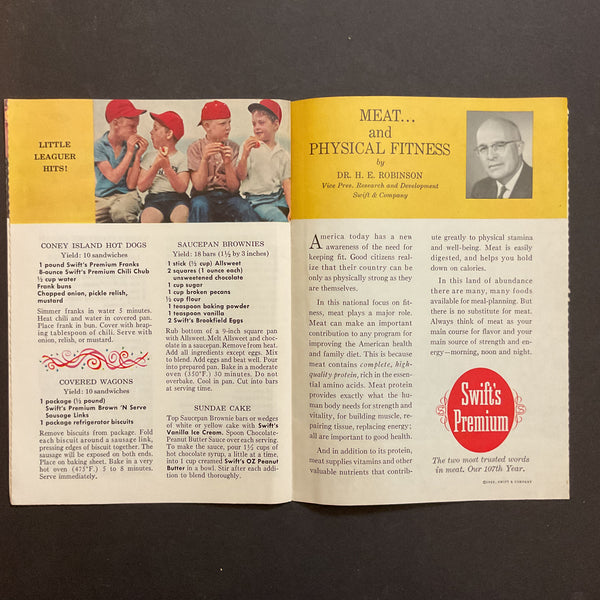 LITTLE
LEAGUER
HITS!
CONEY ISLAND HOT DOGS
Yield: 10 sandwiches
1 pound Swift's Premium Franks
8-ounce Swift's Premium Chili Chub
½ cup water
Frank buns
Chopped onion, pickle relish,
mustard
Simmer franks in water 5 minutes.
Heat chili and water in covered pan.
Place frank in bun. Cover with heap-
ing tablespoon of chili. Serve with
onion, relish, or mustard.
COVERED WAGONS
Yield: 10 sandwiches
1 package (½ pound)
Swift's Premium Brown 'N Serve
Sausage Links
1 package refrigerator biscuits
Remove biscuits from package. Fold
each biscuit around a sausage link,
pressing edges of biscuit together. The
sausage will be exposed on both ends.
Place on baking sheet. Bake in a very
hot oven (475°F.) 5 to 8 minutes.
Serve immediately.
SAUCEPAN BROWNIES
Yield: 18 bars (1½ by 3 inches)
1 stick (½ cup) Allsweet
2 squares (1 ounce each)
unsweetened chocolate
1 cup sugar
1 cup broken pecans
½ cup flour
1 teaspoon baking powder
1 teaspoon vanilla
2 Swift's Brookfield Eggs
Rub bottom of a 9-inch square pan
with Allsweet. Melt Allsweet and choc-
olate in a saucepan. Remove from heat.
Add all ingredients except eggs. Mix
to blend. Add eggs and beat well. Pour
into prepared pan. Bake in a moderate
oven (350°F.) 30 minutes. Do not
overbake. Cool in pan. Cut into bars
at serving time.
SUNDAE CAKE
Top Saucepan Brownie bars or wedges
of white or yellow cake with Swift's
Vanilla Ice Cream. Spoon Chocolate-
Peanut Butter Sauce over each serving.
To make the sauce, pour 1½ cups of
hot chocolate syrup, a little at a time,
into 1 cup creamed Swift's OZ Peanut
Butter in a bowl. Stir after each addi-
tion to blend thoroughly.
MEAT...
and
PHYSICAL FITNESS
by
DR. H. E. ROBINSON
Vice Pres. Research and Development
Swift & Company
America today has a new
awareness of the need for
keeping fit. Good citizens real-
ize that their country can be
only as physically strong as they
are themselves.
In this national focus on fit-
ness, meat plays a major role.
Meat can make an important
contribution to any program for
improving the American health
and family diet. This is because
meat contains complete, high-
quality protein, rich in the essen-
tial amino acids. Meat protein
provides exactly what the hu-
man body needs for strength and
vitality, for building muscle, re-
pairing tissue, replacing energy;
all are important to good health.
And in addition to its protein,
meat supplies vitamins and other
valuable nutrients that contrib-
ute greatly to physical stamina
and well-being. Meat is easily
digested, and helps you hold
down on calories.
In this land of abundance
there are many, many foods
available for meal-planning. But
there is no substitute for meat.
Always think of meat as your
main course for flavor and your
main source of strength and en-
ergy—morning, noon and night.
Swift's
Premium
The two most trusted words
in meat. Our 107th Year.
SWIFT & COMPANY